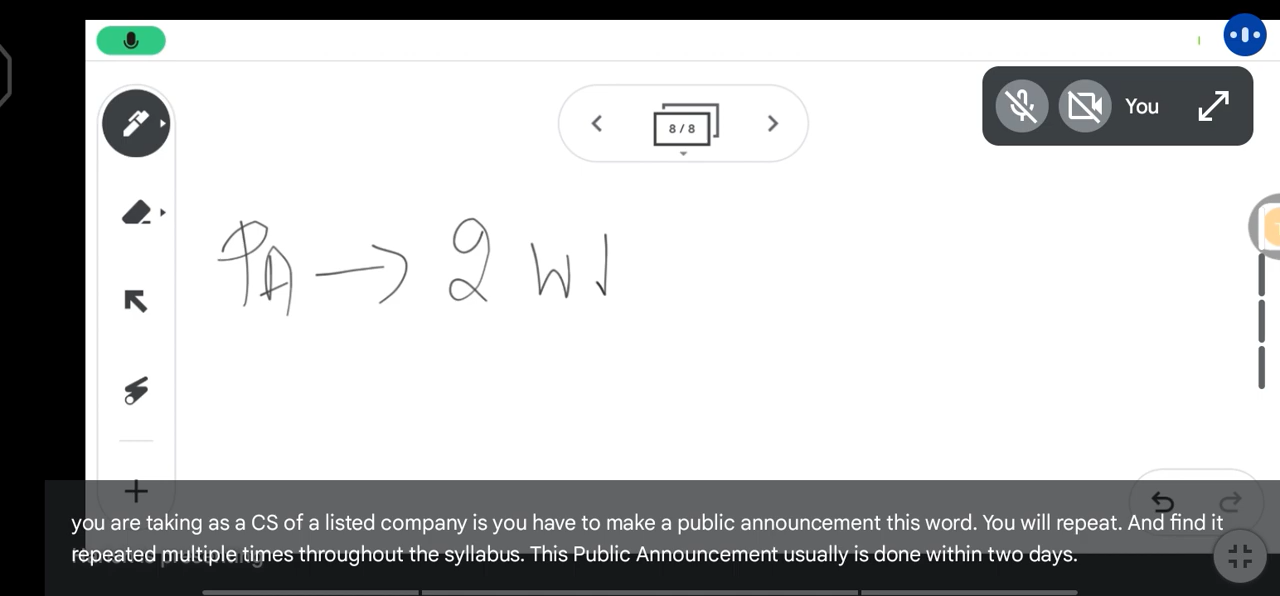 You
8 / 8
PA → 2 W
you are taking as a CS of a listed company is you have to make a public announcement this word. You will repeat. And find it
repeated multiple times throughout the syllabus. This Public Announcement usually is done within two days.